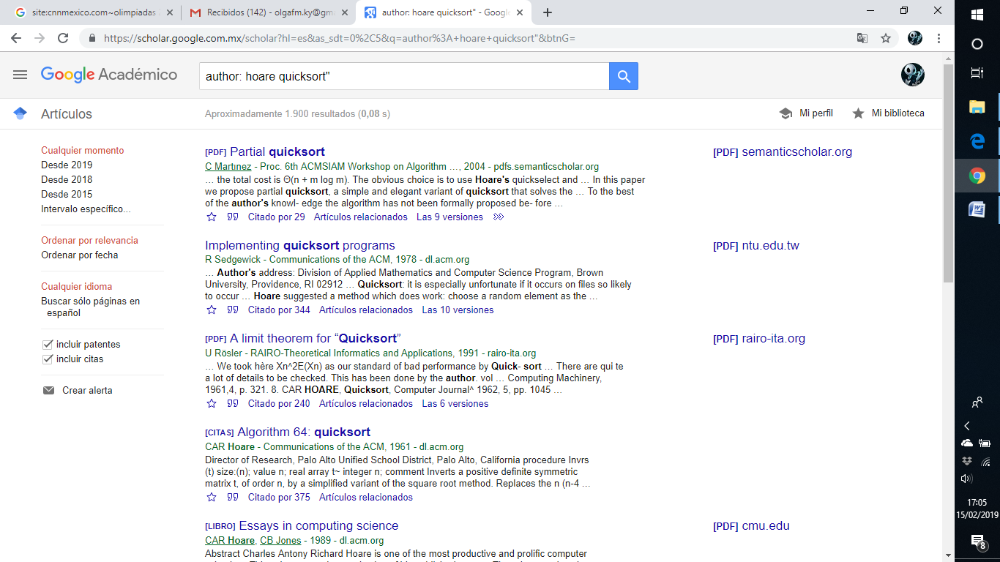 site:cnnmexico.com~olimpiadas
Recibidos (142) - olgafm.ky@gm
author: hoare quicksort" - Googl
https://scholar.google.com.mx/scholar?hl=es&as_sdt=0%2C5&q=author%3A+hoare+quicksort"&btnG=
Google Académico
author: hoare quicksort"
Artículos
Aproximadamente 1.900 resultados (0,08 s)
Mi perfil
Mi biblioteca
Cualquier momento
Desde 2019
Desde 2018
Desde 2015
Intervalo específico...
Ordenar por relevancia
Ordenar por fecha
Cualquier idioma
Buscar sólo páginas en
español
incluir patentes
incluir citas
Crear alerta
[PDF] Partial quicksort
C Martınez - Proc. 6th ACMSIAM Workshop on Algorithm …, 2004 - pdfs.semanticscholar.org
… the total cost is Θ(n + m log m). The obvious choice is to use Hoare's quickselect and … In this paper
we propose partial quicksort, a simple and elegant variant of quicksort that solves the … To the best
of the author's knowl- edge the algorithm has not been formally proposed be- fore …
Citado por 29 Artículos relacionados Las 9 versiones
[PDF] semanticscholar.org
Implementing quicksort programs
R Sedgewick - Communications of the ACM, 1978 - dl.acm.org
… Author's address: Division of Applied Mathematics and Computer Science Program, Brown
University, Providence, RI 02912 … Quicksort: it is especially unfortunate if it occurs on files so likely
to occur … Hoare suggested a method which does work: choose a random element as the …
Citado por 344 Artículos relacionados Las 10 versiones
[PDF] ntu.edu.tw
[PDF] A limit theorem for “Quicksort”
U Rösler - RAIRO-Theoretical Informatics and Applications, 1991 - rairo-ita.org
… We took hère Xn^2E(Xn) as our standard of bad performance by Quick- sort … There are qui te
a lot of details to be checked. This has been done by the author. vol … Computing Machinery,
1961,4, p. 321. 8. CAR HOARE, Quicksort, Computer Journal^ 1962, 5, pp. 1045 …
Citado por 240 Artículos relacionados Las 6 versiones
[PDF] rairo-ita.org
[CITAS] Algorithm 64: quicksort
CAR Hoare - Communications of the ACM, 1961 - dl.acm.org
Director of Research, Palo Alto Unified School District, Palo Alto, California procedure Invrs
(t) size:(n); value n; real array t~ integer n; comment Inverts a positive definite symmetric
matrix t, of order n, by a simplified variant of the square root method. Replaces the n (n-4 …
Citado por 375 Artículos relacionados
[LIBRO] Essays in computing science
CAR Hoare, CB Jones - 1989 - dl.acm.org
Abstract Charles Antony Richard Hoare is one of the most productive and prolific computer
[PDF] cmu.edu
17:05
15/02/2019
8